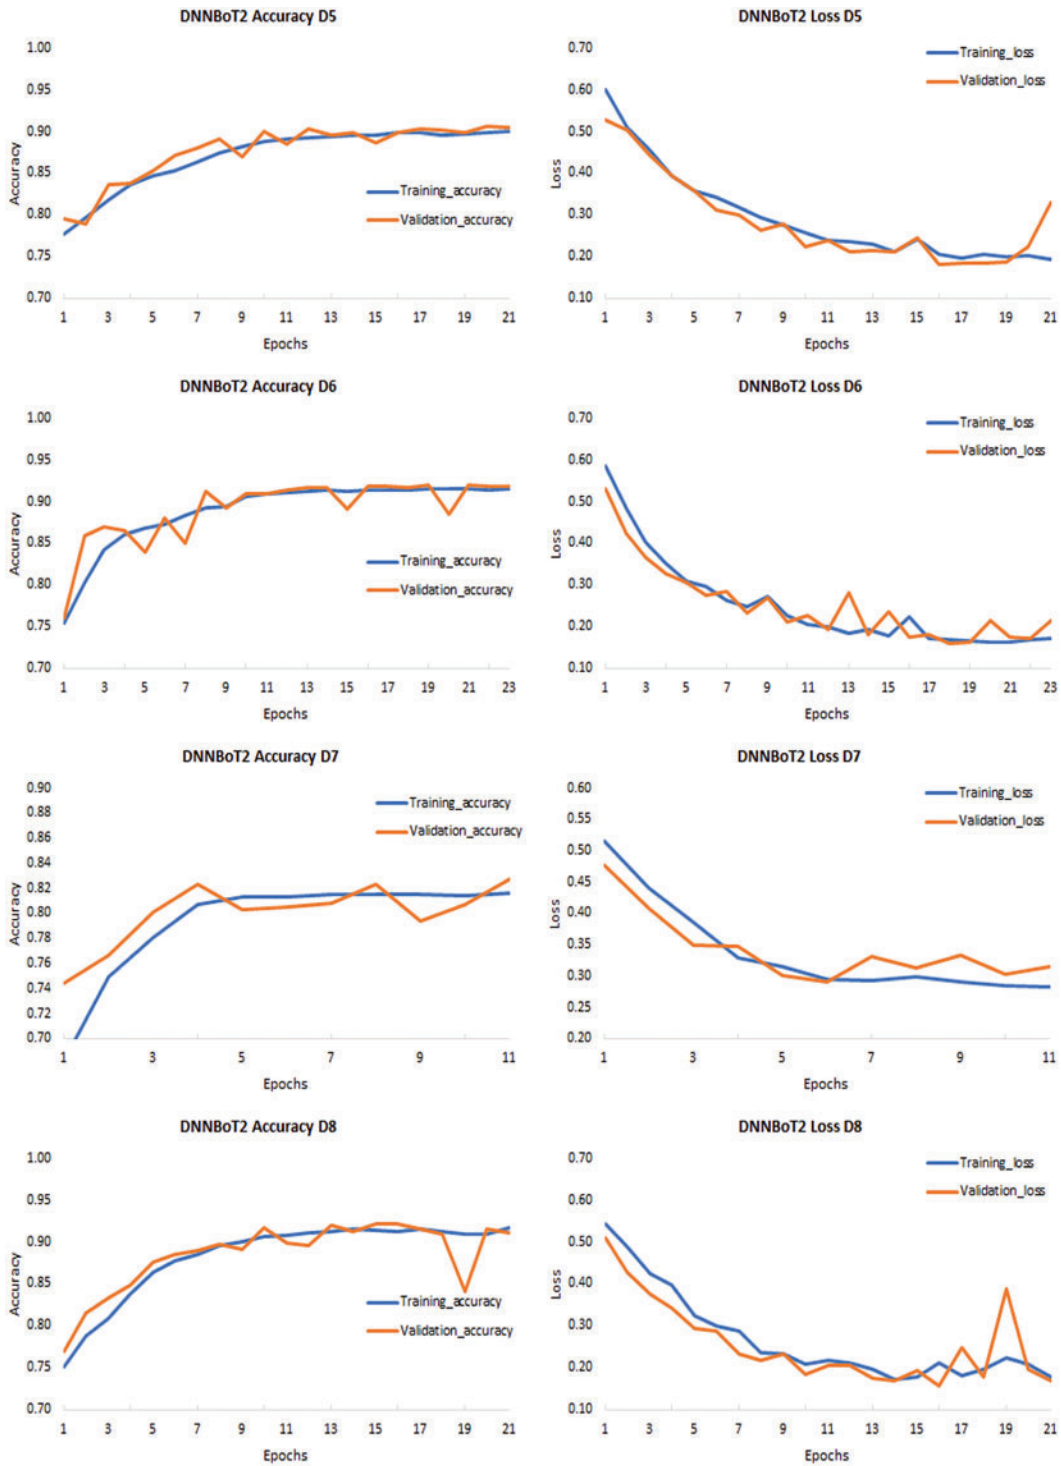 DNNBoT2 Accuracy D5
1.00
0.95
0.90
0.85
0.80
0.75
0.70
Accuracy
Training_accuracy
Validation_accuracy
1 3 5 7 9 11 13 15 17 19 21
Epochs
DNNBoT2 Loss D5
0.70
0.60
0.50
0.40
0.30
0.20
0.10
Loss
Training_loss
Validation_loss
1 3 5 7 9 11 13 15 17 19 21
Epochs
DNNBoT2 Accuracy D6
1.00
0.95
0.90
0.85
0.80
0.75
0.70
Accuracy
Training_accuracy
Validation_accuracy
1 3 5 7 9 11 13 15 17 19 21 23
Epochs
DNNBoT2 Loss D6
0.70
0.60
0.50
0.40
0.30
0.20
0.10
Loss
Training_loss
Validation_loss
1 3 5 7 9 11 13 15 17 19 21 23
Epochs
DNNBoT2 Accuracy D7
0.90
0.88
0.86
0.84
0.82
0.80
0.78
0.76
0.74
0.72
0.70
Accuracy
Training_accuracy
Validation_accuracy
1 3 5 7 9 11
Epochs
DNNBoT2 Loss D7
0.60
0.55
0.50
0.45
0.40
0.35
0.30
0.25
0.20
Loss
Training_loss
Validation_loss
1 3 5 7 9 11
Epochs
DNNBoT2 Accuracy D8
1.00
0.95
0.90
0.85
0.80
0.75
0.70
Accuracy
Training_accuracy
Validation_accuracy
1 3 5 7 9 11 13 15 17 19 21
Epochs
DNNBoT2 Loss D8
0.70
0.60
0.50
0.40
0.30
0.20
0.10
Loss
Training_loss
Validation_loss
1 3 5 7 9 11 13 15 17 19 21
Epochs